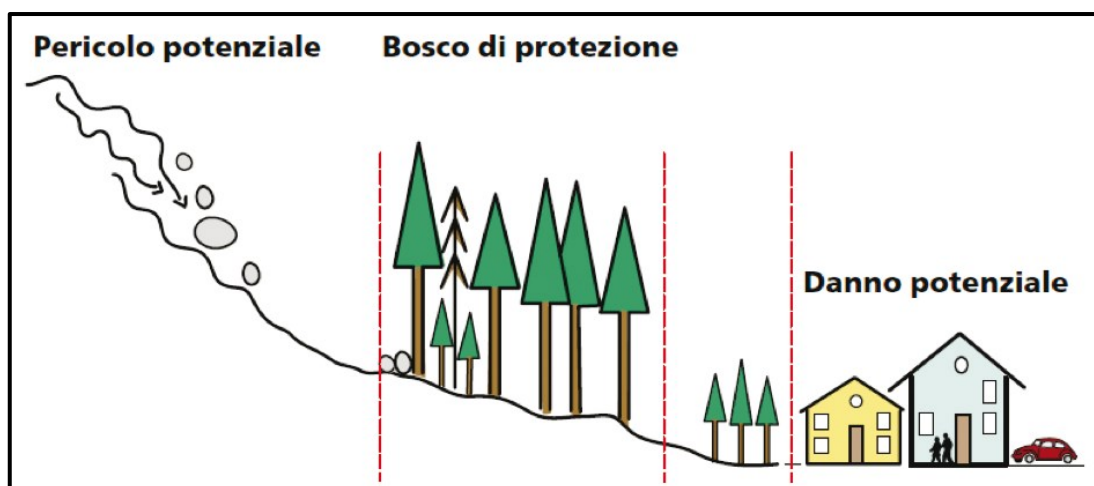 Pericolo potenziale
Bosco di protezione
Danno potenziale